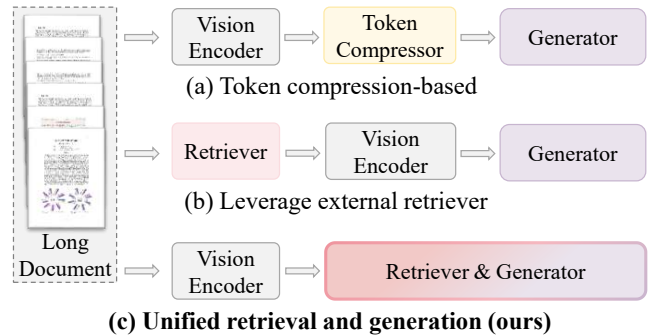 Long
Document
Vision
Encoder
Token
Compressor
Generator
(a) Token compression-based
Retriever
Vision
Encoder
Generator
(b) Leverage external retriever
Vision
Encoder
Retriever & Generator
(c) Unified retrieval and generation (ours)